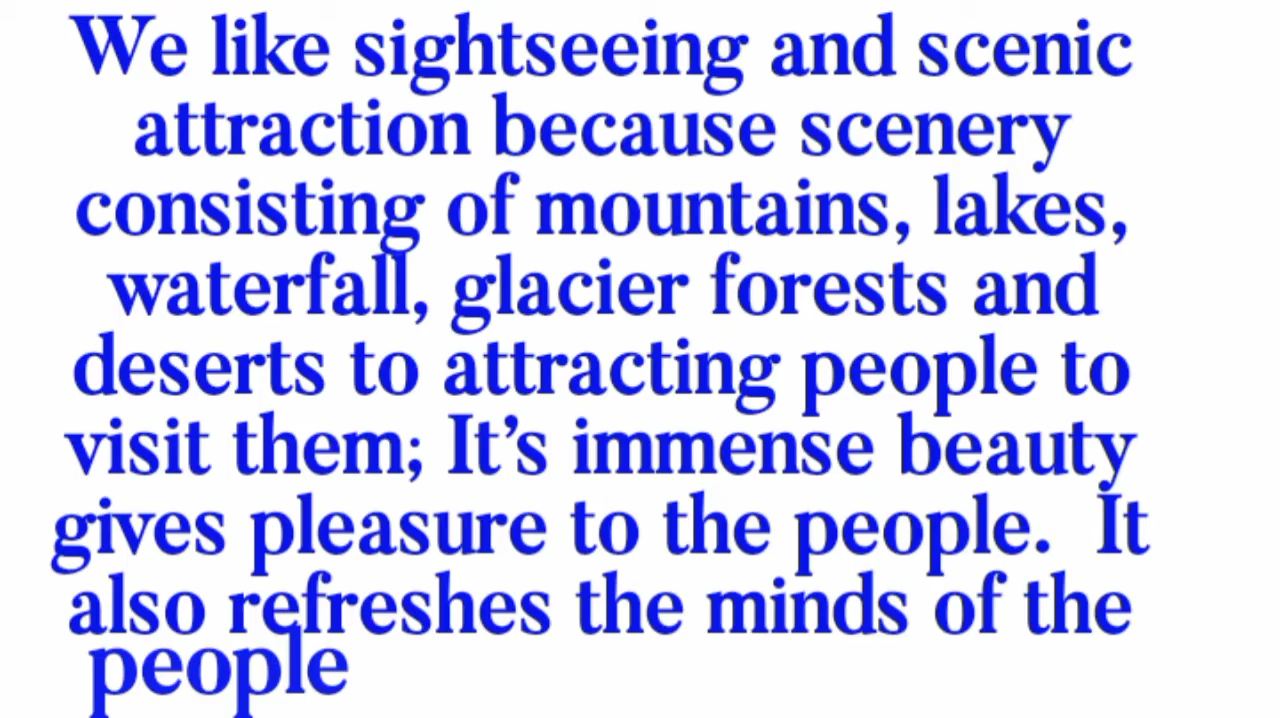 We like sightseeing and scenic
attraction because scenery
consisting of mountains, lakes,
waterfall, glacier forests and
deserts to attracting people to
visit them; It’s immense beauty
gives pleasure to the people.  It
also refreshes the minds of the
people